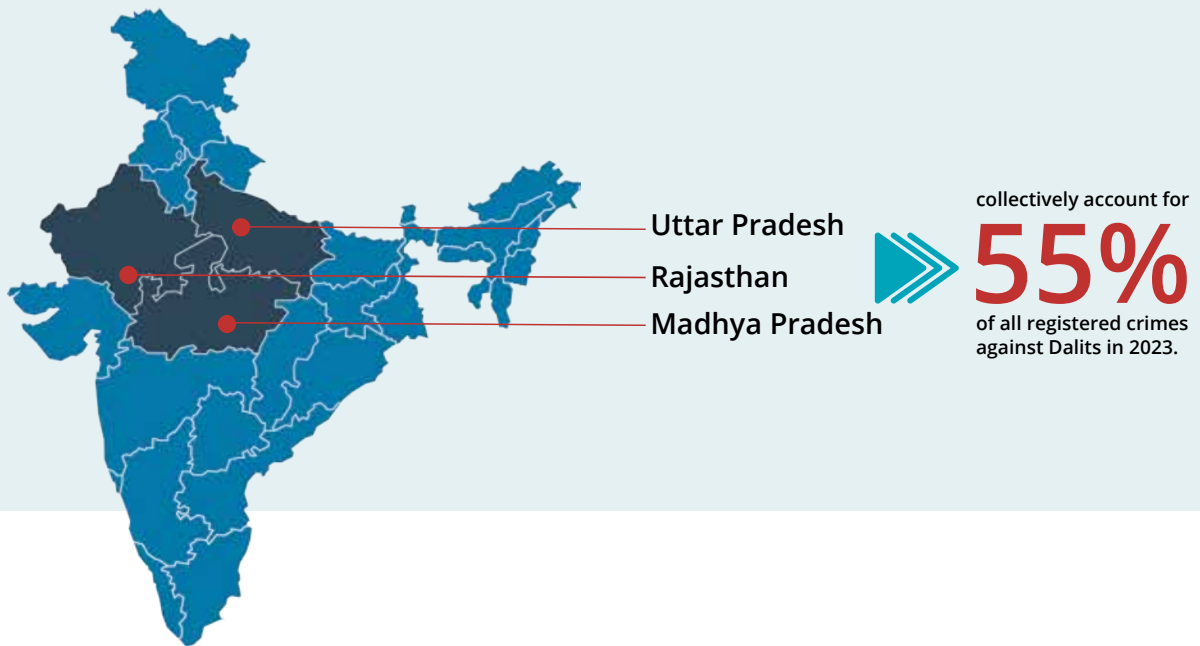 Uttar Pradesh
Rajasthan
Madhya Pradesh
collectively account for
55%
of all registered crimes
against Dalits in 2023.